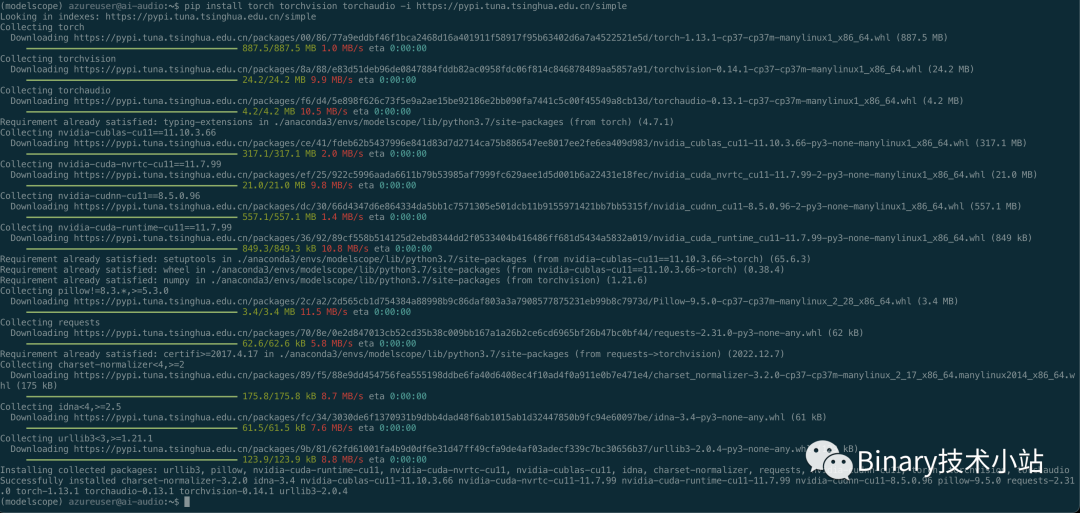 (modelscope) azureuser@ai-audio:~$ pip install torch torchvision torchaudio -i https://pypi.tuna.tsinghua.edu.cn/simple
Looking in indexes: https://pypi.tuna.tsinghua.edu.cn/simple
Collecting torch
Downloading https://pypi.tuna.tsinghua.edu.cn/packages/00/86/77a9eddbf46f1bca2468d16a401911f58917f95b63402d6a7a4522521e5d/torch-1.13.1-cp37-cp37m-manylinux1_x86_64.whl (887.5 MB)
887.5/887.5 MB 1.0 MB/s eta 0:00:00
Collecting torchvision
Downloading https://pypi.tuna.tsinghua.edu.cn/packages/8a/88/e83d51deb96de0847884fddb82ac0958fdc06f814c846878489aa5857a91/torchvision-0.14.1-cp37-cp37m-manylinux1_x86_64.whl (24.2 MB)
24.2/24.2 MB 9.9 MB/s eta 0:00:00
Collecting torchaudio
Downloading https://pypi.tuna.tsinghua.edu.cn/packages/f6/d4/5e898f626c73f5e9a2ae15be92186e2bb090fa7441c5c00f45549a8cb13d/torchaudio-0.13.1-cp37-cp37m-manylinux1_x86_64.whl (4.2 MB)
4.2/4.2 MB 10.5 MB/s eta 0:00:00
Requirement already satisfied: typing-extensions in ./anaconda3/envs/modelscope/lib/python3.7/site-packages (from torch) (4.7.1)
Collecting nvidia-cublas-cu11==11.10.3.66
Downloading https://pypi.tuna.tsinghua.edu.cn/packages/ce/41/fdeb62b5437996e841d83d7d2714ca75b886547ee8017ee2fe6ea409d983/nvidia_cublas_cu11-11.10.3.66-py3-none-manylinux1_x86_64.whl (317.1 MB)
317.1/317.1 MB 2.0 MB/s eta 0:00:00
Collecting nvidia-cuda-nvrtc-cu11==11.7.99
Downloading https://pypi.tuna.tsinghua.edu.cn/packages/ef/25/922c5996aada6611b79b53985af7999fc629aee1d5d001b6a22431e18fec/nvidia_cuda_nvrtc_cu11-11.7.99-2-py3-none-manylinux1_x86_64.whl (21.0 MB)
21.0/21.0 MB 9.8 MB/s eta 0:00:00
Collecting nvidia-cudnn-cu11==8.5.0.96
Downloading https://pypi.tuna.tsinghua.edu.cn/packages/dc/30/66d4347d6e864334da5bb1c7571305e501dcb11b9155971421bb7bb5315f/nvidia_cudnn_cu11-8.5.0.96-2-py3-none-manylinux1_x86_64.whl (557.1 MB)
557.1/557.1 MB 1.4 MB/s eta 0:00:00
Collecting nvidia-cuda-runtime-cu11==11.7.99
Downloading https://pypi.tuna.tsinghua.edu.cn/packages/36/92/89cf558b514125d2ebd8344dd2f0533404b416486ff681d5434a5832a019/nvidia_cuda_runtime_cu11-11.7.99-py3-none-manylinux1_x86_64.whl (849 kB)
849.3/849.3 kB 10.8 MB/s eta 0:00:00
Requirement already satisfied: setuptools in ./anaconda3/envs/modelscope/lib/python3.7/site-packages (from nvidia-cublas-cu11==11.10.3.66->torch) (65.6.3)
Requirement already satisfied: wheel in ./anaconda3/envs/modelscope/lib/python3.7/site-packages (from nvidia-cublas-cu11==11.10.3.66->torch) (0.38.4)
Requirement already satisfied: numpy in ./anaconda3/envs/modelscope/lib/python3.7/site-packages (from torchvision) (1.21.6)
Collecting pillow!=8.3.*,>=5.3.0
Downloading https://pypi.tuna.tsinghua.edu.cn/packages/2c/a2/2d565cb1d754384a88998b9c86daf803a3a7908577875231eb99b8c7973d/Pillow-9.5.0-cp37-cp37m-manylinux_2_28_x86_64.whl (3.4 MB)
3.4/3.4 MB 11.5 MB/s eta 0:00:00
Collecting requests
Downloading https://pypi.tuna.tsinghua.edu.cn/packages/70/8e/0e2d847013cb52cd35b38c009bb167a1a26b2ce6cd6965bf26b47bc0bf44/requests-2.31.0-py3-none-any.whl (62 kB)
62.6/62.6 kB 5.8 MB/s eta 0:00:00
Requirement already satisfied: certifi>=2017.4.17 in ./anaconda3/envs/modelscope/lib/python3.7/site-packages (from requests->torchvision) (2022.12.7)
Collecting charset-normalizer<4,>=2
Downloading https://pypi.tuna.tsinghua.edu.cn/packages/89/f5/88e9dd454756fea555198ddbe6fa40d6408ec4f10ad4f0a911e0b7e471e4/charset_normalizer-3.2.0-cp37-cp37m-manylinux_2_17_x86_64.manylinux2014_x86_64.w
hl (175 kB)
175.8/175.8 kB 8.7 MB/s eta 0:00:00
Collecting idna<4,>=2.5
Downloading https://pypi.tuna.tsinghua.edu.cn/packages/fc/34/3030de6f1370931b9dbb4dad48f6ab1015ab1d32447850b9fc94e60097be/idna-3.4-py3-none-any.whl (61 kB)
61.5/61.5 kB 7.6 MB/s eta 0:00:00
Collecting urllib3<3,>=1.21.1
Downloading https://pypi.tuna.tsinghua.edu.cn/packages/9b/81/62fd61001fa4b9d0df6e31d47ff49cfa9de4af03adecf339c7bc30656b37/urllib3-2.0.4-py3-none-any.whl kB)
123.9/123.9 kB 8.8 MB/s eta 0:00:00
Binary技术小站
Installing collected packages: urllib3, pillow, nvidia-cuda-runtime-cu11, nvidia-cuda-nvrtc-cu11, nvidia-cublas-cu11, idna, charset-normalizer, requests,
Successfully installed charset-normalizer-3.2.0 idna-3.4 nvidia-cublas-cu11-11.10.3.66 nvidia-cuda-nvrtc-cu11-11.7.99 nvidia-cuda-runtime-cu11-11.7.99 nvidia-cudnn-cu11-8.5.0.96 pillow-9.5.0 requests-2.31
.0 torch-1.13.1 torchaudio-0.13.1 torchvision-0.14.1 urllib3-2.0.4
(modelscope) azureuser@ai-audio:~$